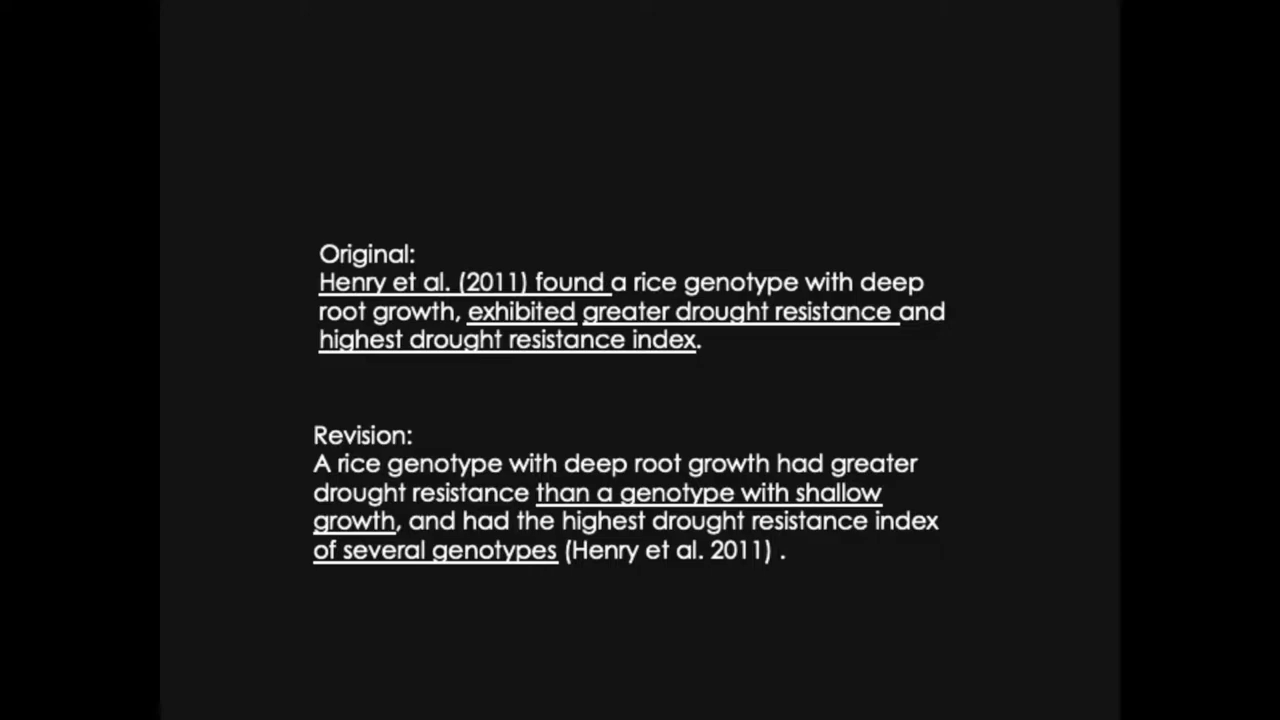 Original:
Henry et al. (2011) found a rice genotype with deep
root growth, exhibited greater drought resistance and
highest drought resistance index.
Revision:
A rice genotype with deep root growth had greater
drought resistance than a genotype with shallow
growth, and had the highest drought resistance index
of several genotypes (Henry et al. 2011) .